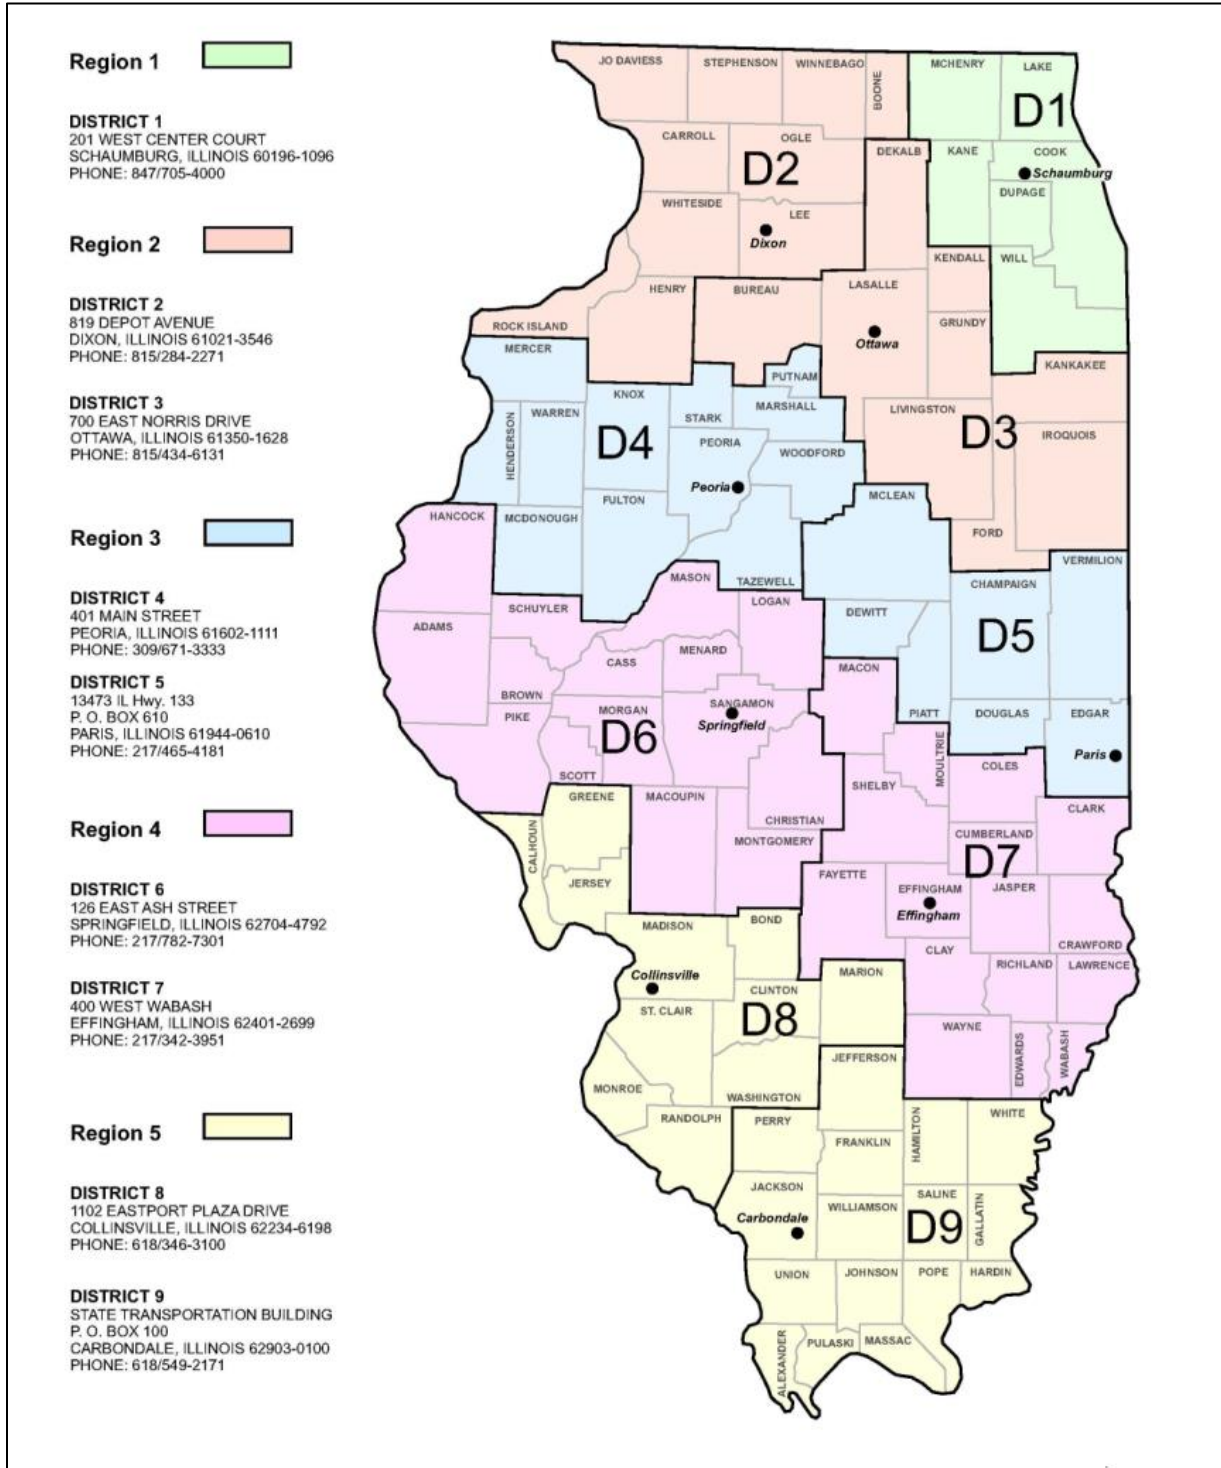 Region 1
DISTRICT 1
201 WEST CENTER COURT
SCHAUMBURG, ILLINOIS 60196-1096
PHONE: 847/705-4000
Region 2
DISTRICT 2
819 DEPOT AVENUE
DIXON, ILLINOIS 61021-3546
PHONE: 815/284-2271
DISTRICT 3
700 EAST NORRIS DRIVE
OTTAWA, ILLINOIS 61350-1628
PHONE: 815/434-6131
Region 3
DISTRICT 4
401 MAIN STREET
PEORIA, ILLINOIS 61602-1111
PHONE: 309/671-3333
DISTRICT 5
13473 IL Hwy. 133
P. O. BOX 610
PARIS, ILLINOIS 61944-0610
PHONE: 217/465-4181
Region 4
DISTRICT 6
126 EAST ASH STREET
SPRINGFIELD, ILLINOIS 62704-4792
PHONE: 217/782-7301
DISTRICT 7
400 WEST WABASH
EFFINGHAM, ILLINOIS 62401-2699
PHONE: 217/342-3951
Region 5
DISTRICT 8
1102 EASTPORT PLAZA DRIVE
COLLINSVILLE, ILLINOIS 62234-6198
PHONE: 618/346-3100
DISTRICT 9
STATE TRANSPORTATION BUILDING
P. O. BOX 100
CARBONDALE, ILLINOIS 62903-0100
PHONE: 618/549-2171
JO DAVIESS
STEPHENSON
WINNEBAGO
BOONE
MCHENRY
LAKE
D1
CARROLL
OGLE
D2
DEKALB
KANE
COOK
Schaumburg
DUPAGE
WHITESIDE
LEE
Dixon
KENDALL
WILL
HENRY
BUREAU
LASALLE
ROCK ISLAND
GRUNDY
Ottawa
MERCER
KANKAKEE
PUTNAM
KNOX
STARK
MARSHALL
HENDERSON
WARREN
D4
LIVINGSTON
D3
IROQUOIS
PEORIA
WOODFORD
Peoria
MCLEAN
FULTON
HANCOCK
MCDONOUGH
FORD
VERMILION
MASON
TAZEWELL
CHAMPAIGN
LOGAN
SCHUYLER
DEWITT
ADAMS
D5
MENARD
CASS
MACON
BROWN
SANGAMON
Springfield
MORGAN
D6
PIKE
PIATT
DOUGLAS
EDGAR
Paris
MOULTRIE
COLES
SCOTT
SHELBY
GREENE
MACOUPIN
CLARK
CHRISTIAN
CALHOUN
MONTGOMERY
CUMBERLAND
D7
FAYETTE
JERSEY
EFFINGHAM
Effingham
JASPER
MADISON
BOND
CRAWFORD
CLAY
RICHLAND
LAWRENCE
Collinsville
MARION
CLINTON
D8
ST. CLAIR
WAYNE
EDWARDS
WABASH
JEFFERSON
MONROE
WASHINGTON
RANDOLPH
PERRY
HAMILTON
WHITE
FRANKLIN
JACKSON
Carbondale
WILLIAMSON
SALINE
D9
GALLATIN
UNION
JOHNSON
POPE
HARDIN
ALEXANDER
PULASKI
MASSAC